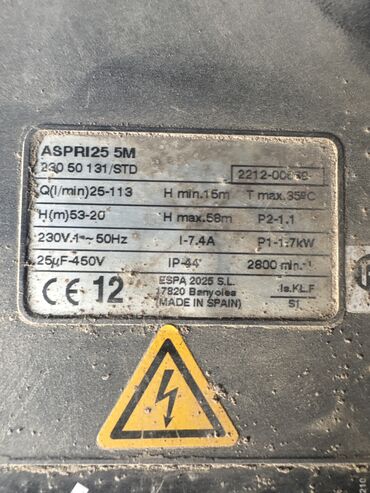 ASPRI25 5M
230 50 131/STD
Q(l/min)25-113 H min.15m T max.35ºC
H(m)53-20 H max.58m P2-1.1
230V.1~50Hz I-7.4A P1-1.7kW
25µF-450V IP-44 2800 min.-¹
CE 12 ESPA 2025 S.L.
17820 Banyoles
(MADE IN SPAIN)
Is.KL.F
S1